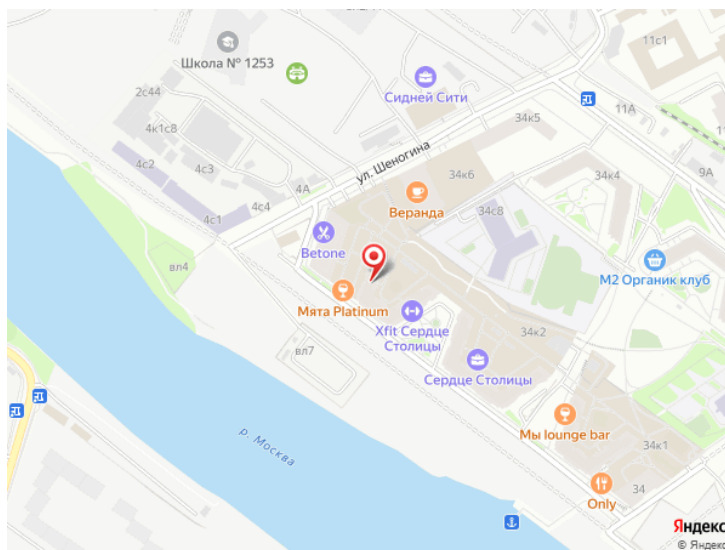 11с1
Школа № 1253
2с44
Сидней Сити
11А
34к5
4к1с8
ул. Шеногина
4с2
4с3
34к6
34к4
9А
4А
Веранда
34с8
4с1
4с4
Betone
вл4
М2 Органик клуб
Мята Platinum
Xfit Сердце
Столицы
34к2
вл7
Сердце Столицы
Мы lounge bar
р. Москва
34к1
34
Only
Яндекс
© Яндекс